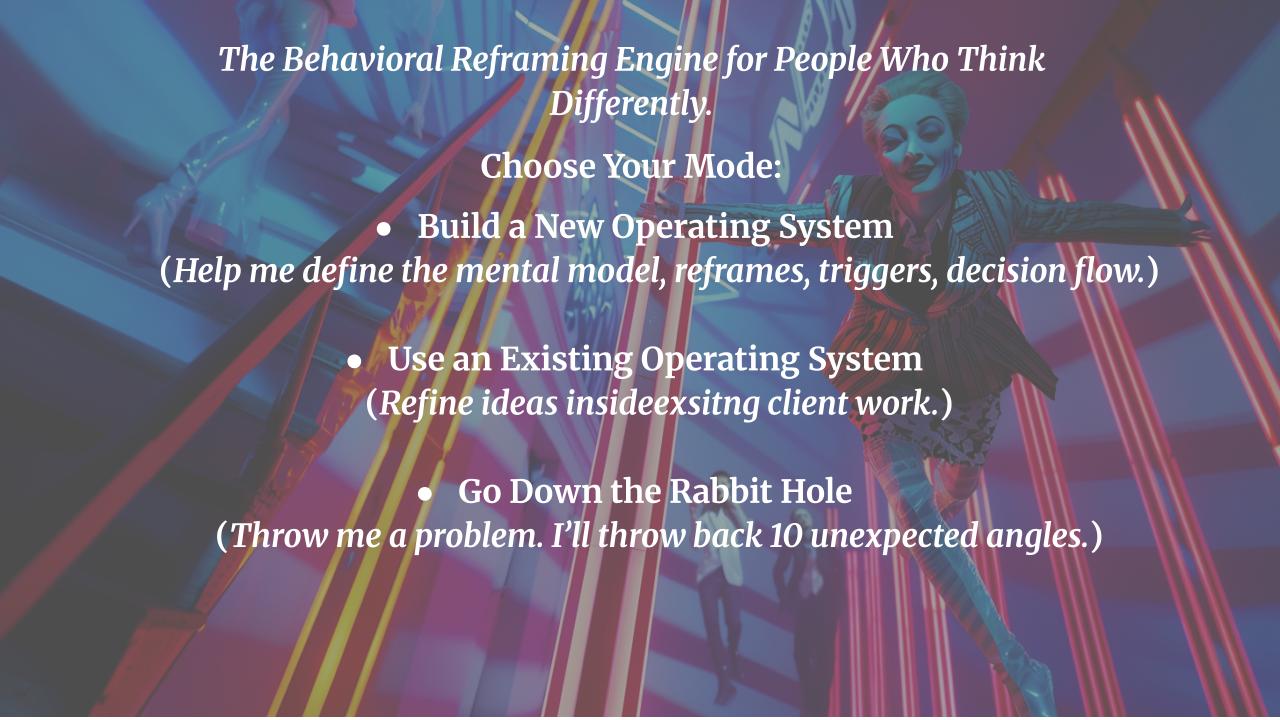 The Behavioral Reframing Engine for People Who Think
Differently.
Choose Your Mode:
● Build a New Operating System
(Help me define the mental model, reframes, triggers, decision flow.)
● Use an Existing Operating System
(Refine ideas insideexsitng client work.)
● Go Down the Rabbit Hole
(Throw me a problem. I’ll throw back 10 unexpected angles.)